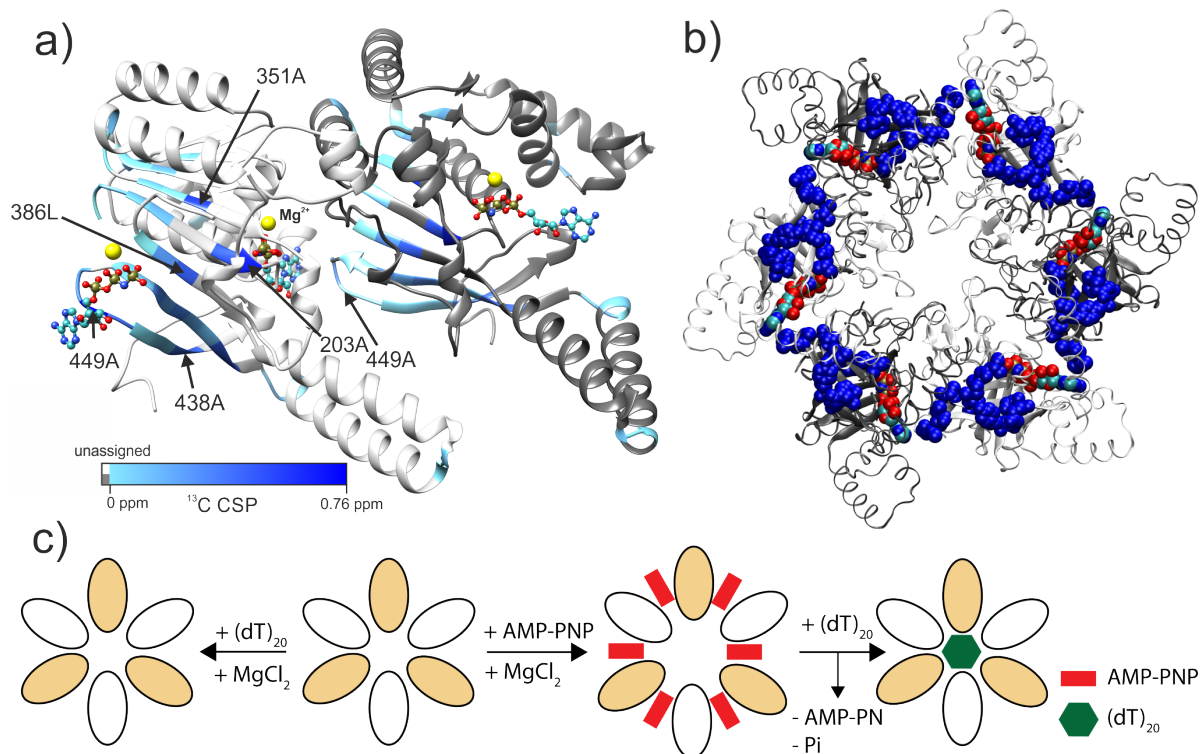 a)
351A
386L
Mg²⁺
449A
438A
203A
449A
unassigned
0 ppm
¹³C CSP
0.76 ppm
b)
c)
+ (dT)₂₀
+ MgCl₂
+ AMP-PNP
+ MgCl₂
+ (dT)₂₀
- AMP-PN
- Pi
AMP-PNP
(dT)₂₀